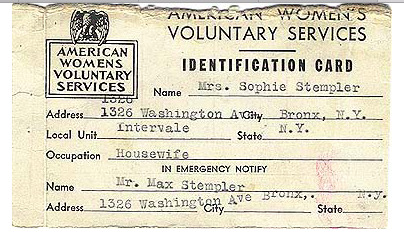 AMERICAN WOMEN'S
VOLUNTARY SERVICES
AMERICAN
WOMENS
VOLUNTARY
SERVICES
IDENTIFICATION CARD
Name Mrs. Sophie Stempler
1326
Address 1326 Washington Ave City Bronx, N.Y.
Local Unit Intervale State N.Y.
Occupation Housewife
IN EMERGENCY NOTIFY
Name Mr. Max Stempler
Address 1326 Washington Ave City Bronx,. State N.y.